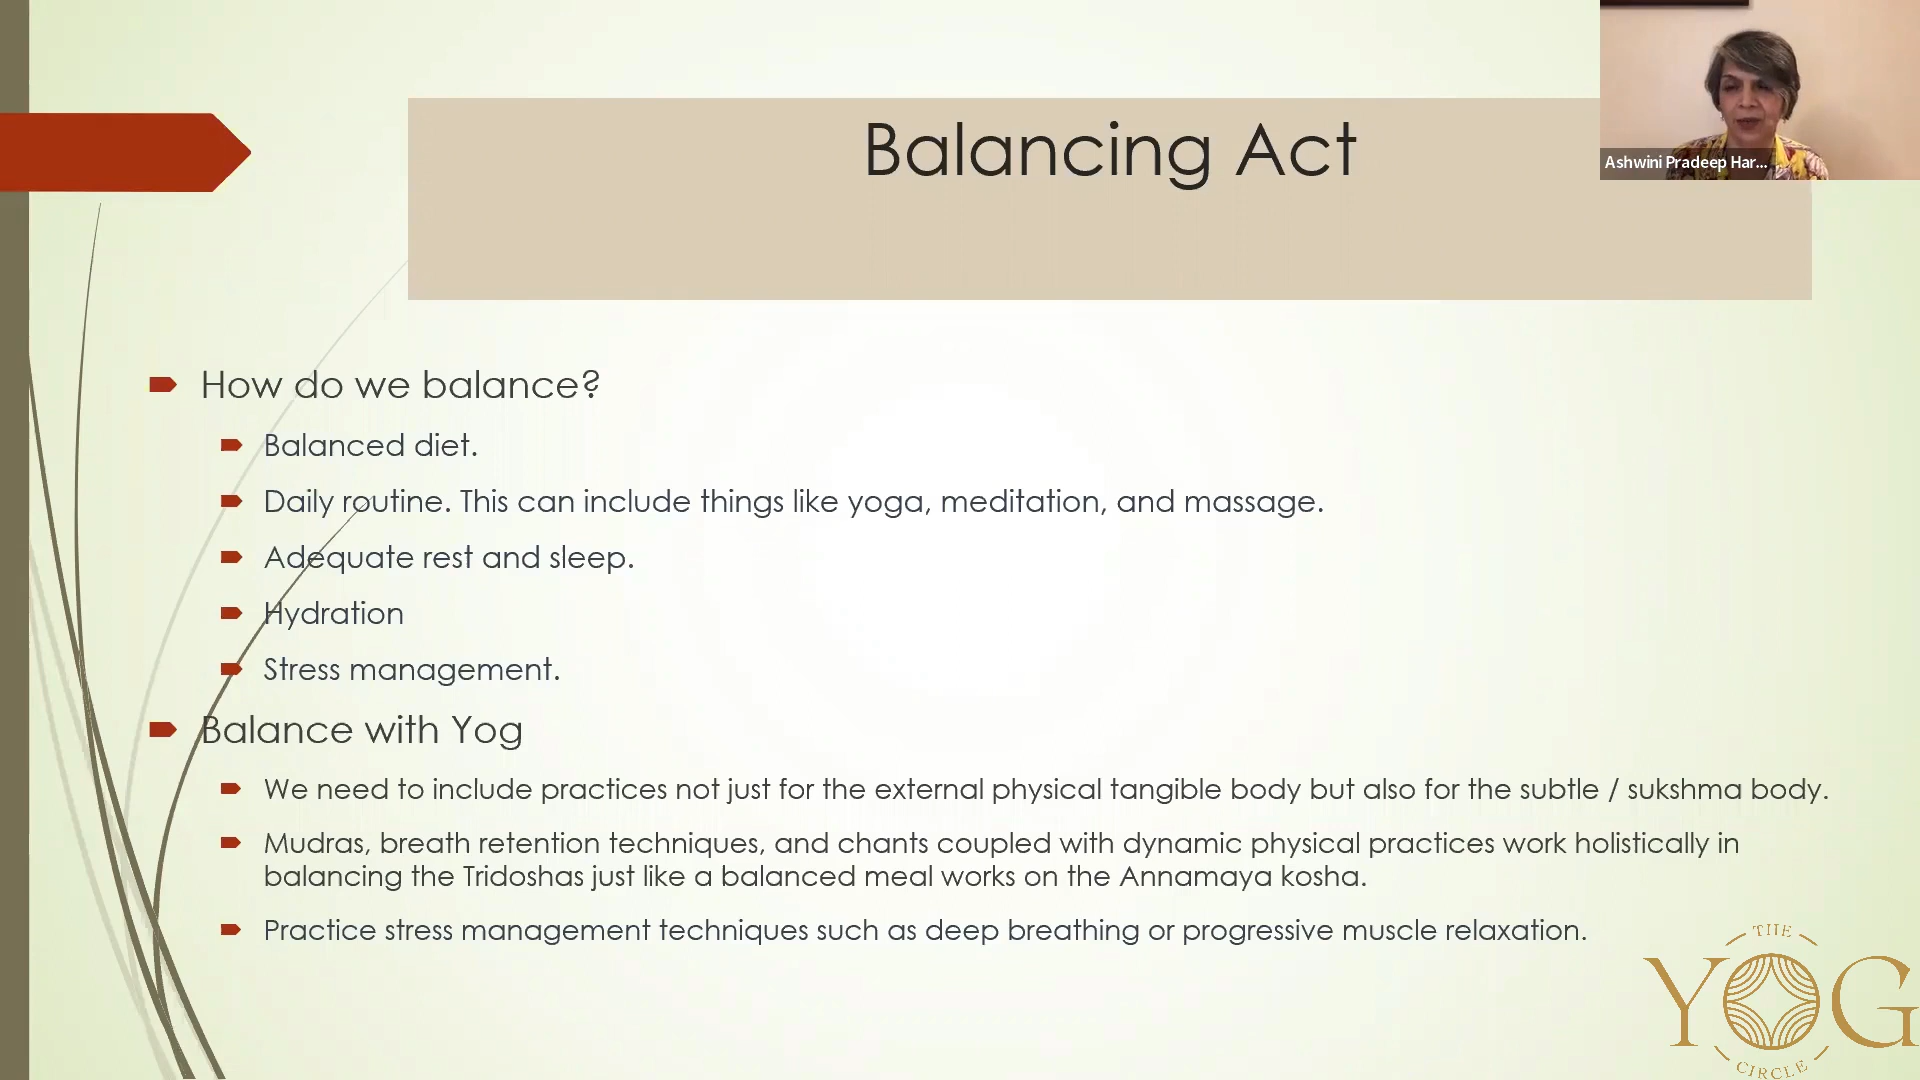 Balancing Act
Ashwini Pradeep Har...
How do we balance?
Balanced diet.
Daily routine. This can include things like yoga, meditation, and massage.
Adequate rest and sleep.
Hydration
Stress management.
Balance with Yog
We need to include practices not just for the external physical tangible body but also for the subtle / sukshma body.
Mudras, breath retention techniques, and chants coupled with dynamic physical practices work holistically in
balancing the Tridoshas just like a balanced meal works on the Annamaya kosha.
Practice stress management techniques such as deep breathing or progressive muscle relaxation.
THE
YOG
CIRCLE